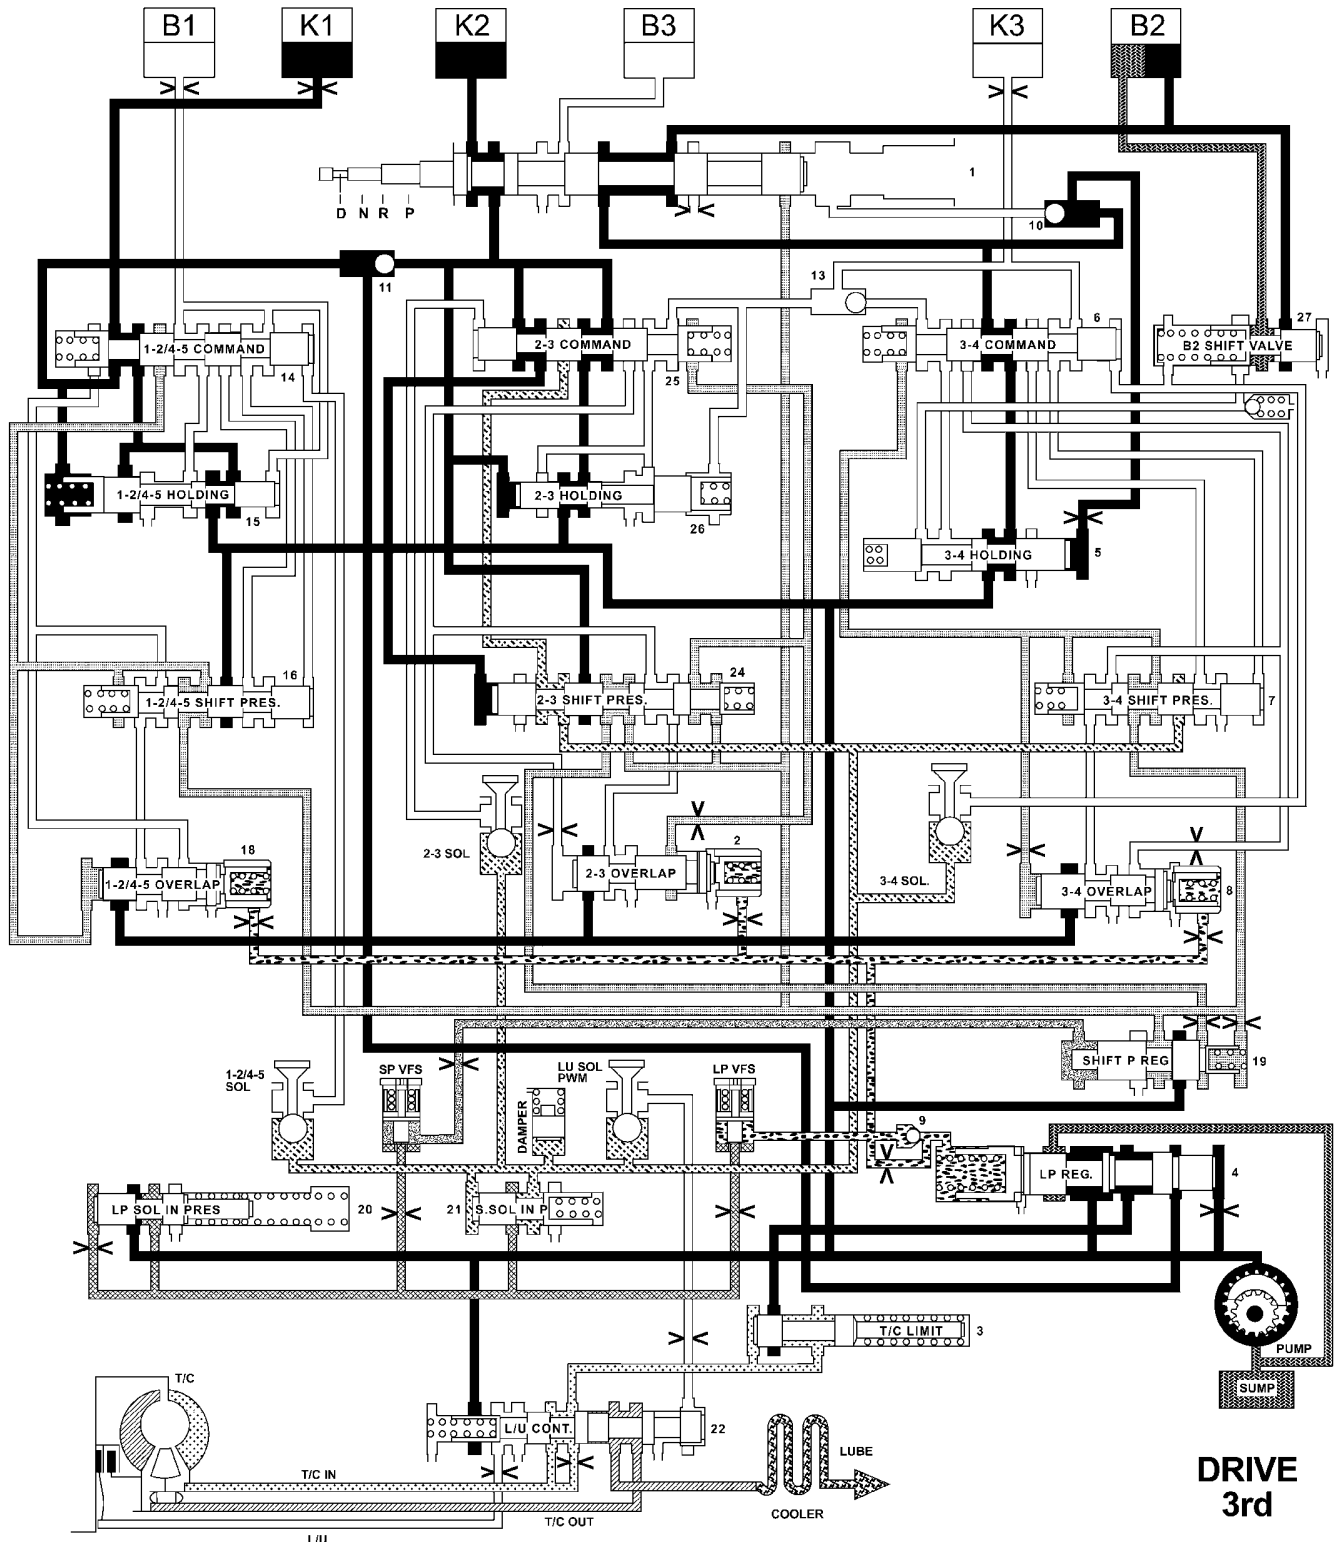 B1
K1
K2
B3
K3
B2
1
D N R P
10
11
13
6
27
1-2/4-5 COMMAND
2-3 COMMAND
3-4 COMMAND
B2 SHIFT VALVE
14
25
1-2/4-5 HOLDING
2-3 HOLDING
15
26
3-4 HOLDING
5
16
24
1-2/4-5 SHIFT PRES.
2-3 SHIFT PRES.
3-4 SHIFT PRES.
7
2-3 SOL
18
2
3-4 SOL.
1-2/4-5 OVERLAP
2-3 OVERLAP
3-4 OVERLAP
8
SHIFT P REG
19
1-2/4-5
SOL
SP VFS
LU SOL
PWM
LP VFS
DAMPER
9
LP REG.
4
LP SOL IN PRES
20
21
S.SOL IN P
T/C LIMIT
3
PUMP
SUMP
T/C
L/U CONT.
22
LUBE
T/C IN
COOLER
T/C OUT
L/U
DRIVE
3rd